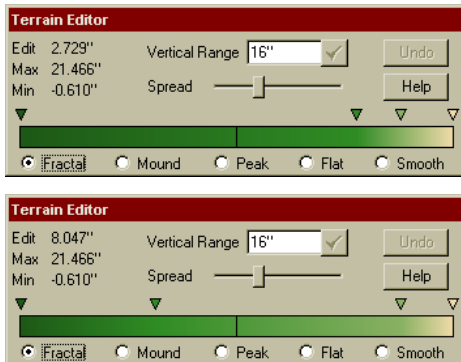 Terrain Editor
Edit 2.729" Vertical Range 16" Undo
Max 21.466"
Min -0.610" Spread Help
Fractal Mound Peak Flat Smooth
Terrain Editor
Edit 8.047" Vertical Range 16" Undo
Max 21.466"
Min -0.610" Spread Help
Fractal Mound Peak Flat Smooth